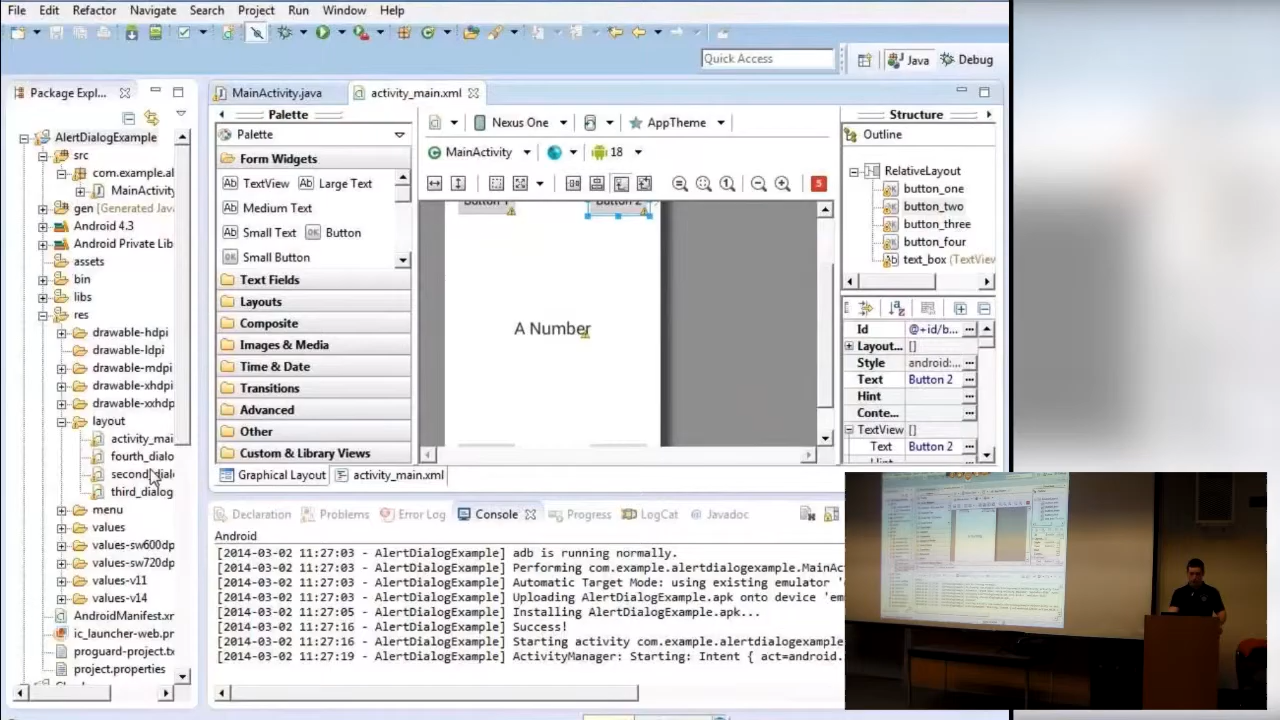 File Edit Refactor Navigate Search Project Run Window Help
Quick Access
Java
Debug
Package Expl...
MainActivity.java
activity_main.xml
AlertDialogExample
src
com.example.al
MainActivity
gen [Generated Java
Android 4.3
Android Private Lib
assets
bin
libs
res
drawable-hdpi
drawable-ldpi
drawable-mdpi
drawable-xhdpi
drawable-xxhdp
layout
activity_mai
fourth_dialo
second_dialo
third_dialog
menu
values
values-sw600dp
values-sw720dp
values-v11
values-v14
AndroidManifest.xr
ic_launcher-web.pr
proguard-project.tx
project.properties
Palette
Palette
Form Widgets
TextView
Large Text
Medium Text
Small Text
Button
Small Button
Text Fields
Layouts
Composite
Images & Media
Time & Date
Transitions
Advanced
Other
& Library Views
Nexus One
AppTheme
MainActivity
18
5
Button 2
A Number
Graphical Layout
activity_main.xml
Structure
Outline
RelativeLayout
button_one
button_two
button_three
button_four
text_box (TextView
Id @+id/b...
Layout... []
Style android:...
Text Button 2
Hint
Conte...
TextView []
Text Button 2
Error Log
Console
LogCat
@ Javadoc
Android
[2014-03-02 11:27:03 - AlertDialogExample] adb is running normally.
[2014-03-02 11:27:03 - AlertDialogExample] Performing com.example.alertdialogexample.MainAc
[2014-03-02 11:27:03 - AlertDialogExample] Automatic Target Mode: using existing emulator 'e
[2014-03-02 11:27:03 - AlertDialogExample] Uploading AlertDialogExample.apk onto device 'em
[2014-03-02 11:27:05 - AlertDialogExample] Installing AlertDialogExample.apk...
[2014-03-02 11:27:18 - AlertDialogExample] Success!
[2014-03-02 11:27:18 - AlertDialogExample] Starting activity com.example.alertdialogexample
[2014-03-02 11:27:19 - AlertDialogExample] ActivityManager: Starting: Intent { act=android.